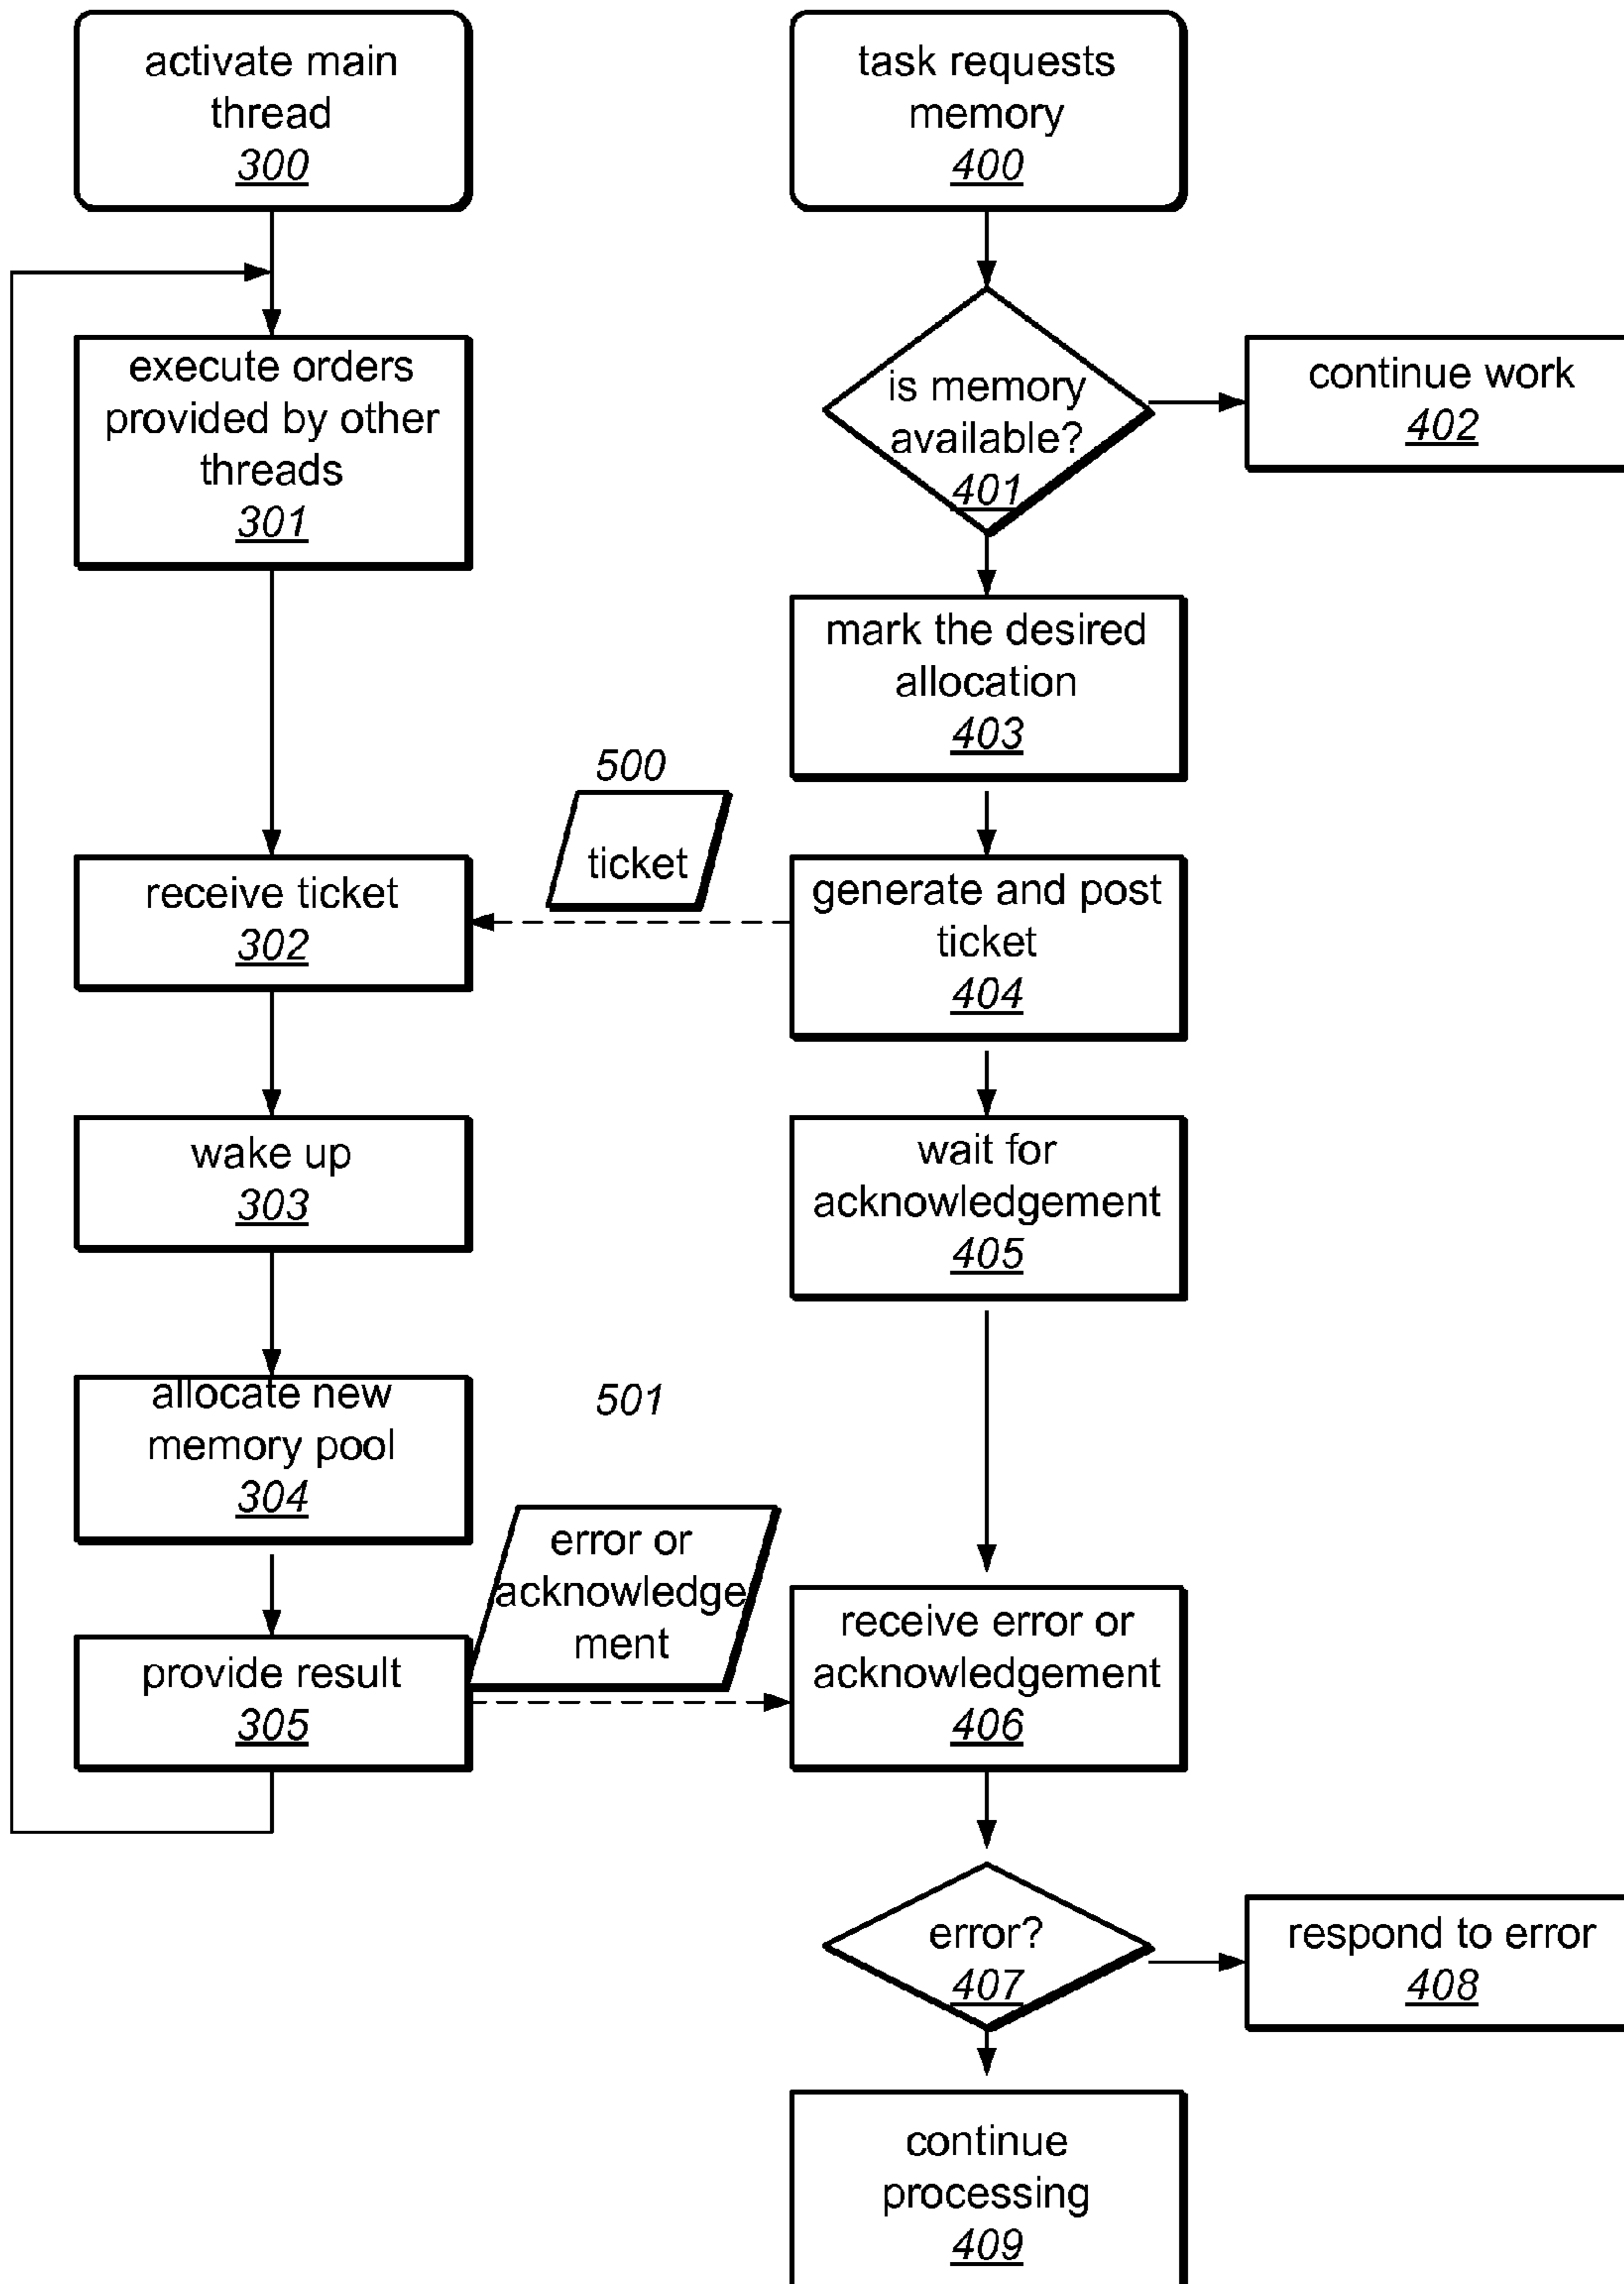 activate main
thread
300
task requests
memory
400
execute orders
provided by other
threads
301
is memory
available?
401
continue work
402
mark the desired
allocation
403
500
ticket
receive ticket
302
generate and post
ticket
404
wake up
303
wait for
acknowledgement
405
allocate new
memory pool
304
501
error or
acknowledge
ment
provide result
305
receive error or
acknowledgement
406
error?
407
respond to error
408
continue
processing
409